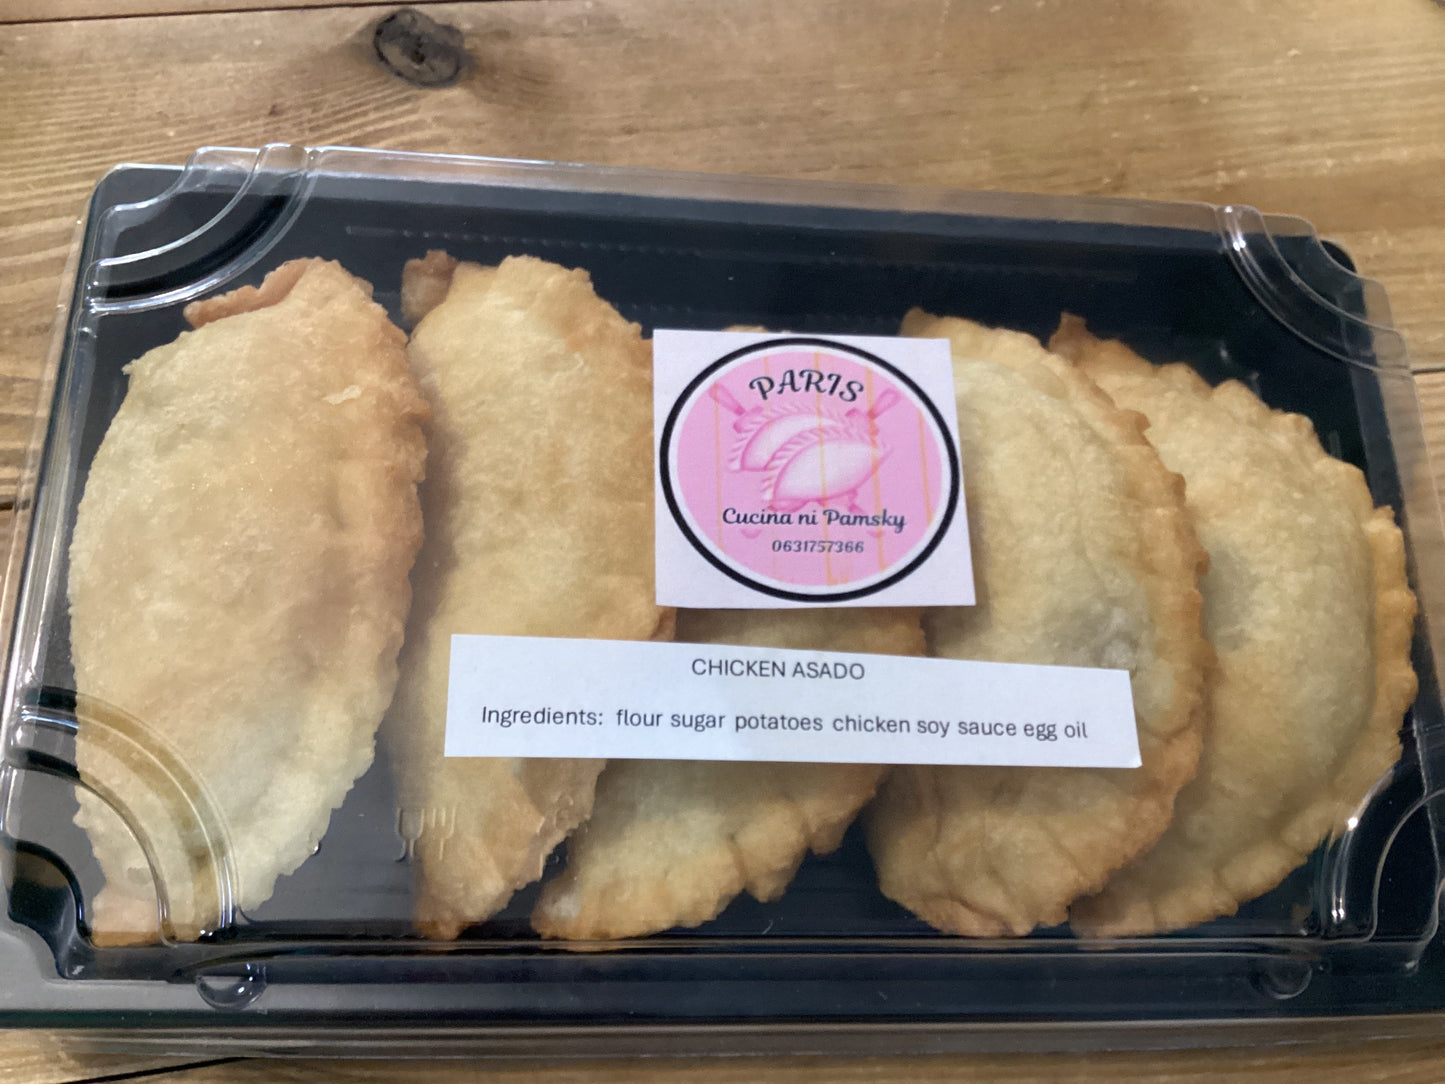 PARIS
Cucina ni Pamsky
0631757366
CHICKEN ASADO
Ingredients: flour sugar potatoes chicken soy sauce egg oil